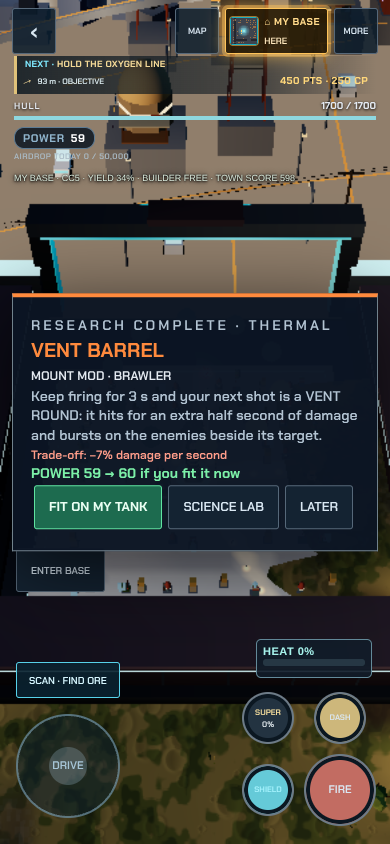 ‹
MAP
⌂ MY BASE
HERE
MORE
NEXT · HOLD THE OXYGEN LINE
93 m · OBJECTIVE
450 PTS · 250 CP
HULL
1700 / 1700
POWER 59
AIRDROP TODAY 0 / 50,000
MY BASE · CC5 · YIELD 34% · BUILDER FREE · TOWN SCORE 598
RESEARCH COMPLETE · THERMAL
VENT BARREL
MOUNT MOD · BRAWLER
Keep firing for 3 s and your next shot is a VENT
ROUND: it hits for an extra half second of damage
and bursts on the enemies beside its target.
Trade-off: −7% damage per second
POWER 59 → 60 if you fit it now
FIT ON MY TANK
SCIENCE LAB
LATER
ENTER BASE
HEAT 0%
SCAN · FIND ORE
SUPER
0%
DASH
DRIVE
SHIELD
FIRE